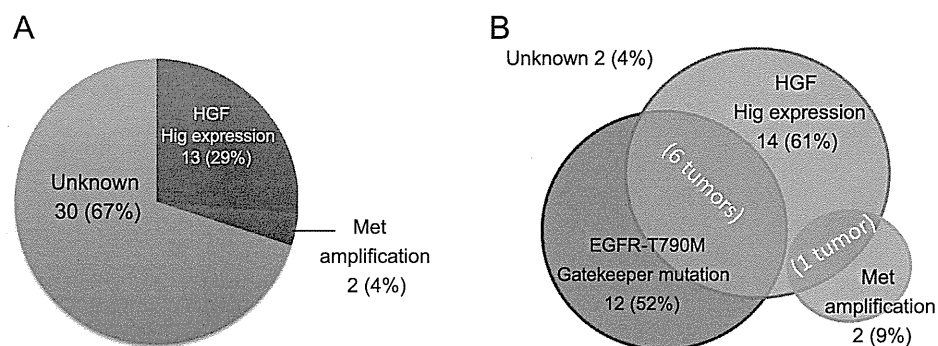 A
HGF
Hig expression
13 (29%)
Unknown
30 (67%)
Met
amplification
2 (4%)
B
Unknown 2 (4%)
HGF
Hig expression
14 (61%)
(6 tumors)
(1 tumor)
EGFR-T790M
Gatekeeper mutation
12 (52%)
Met
amplification
2 (9%)